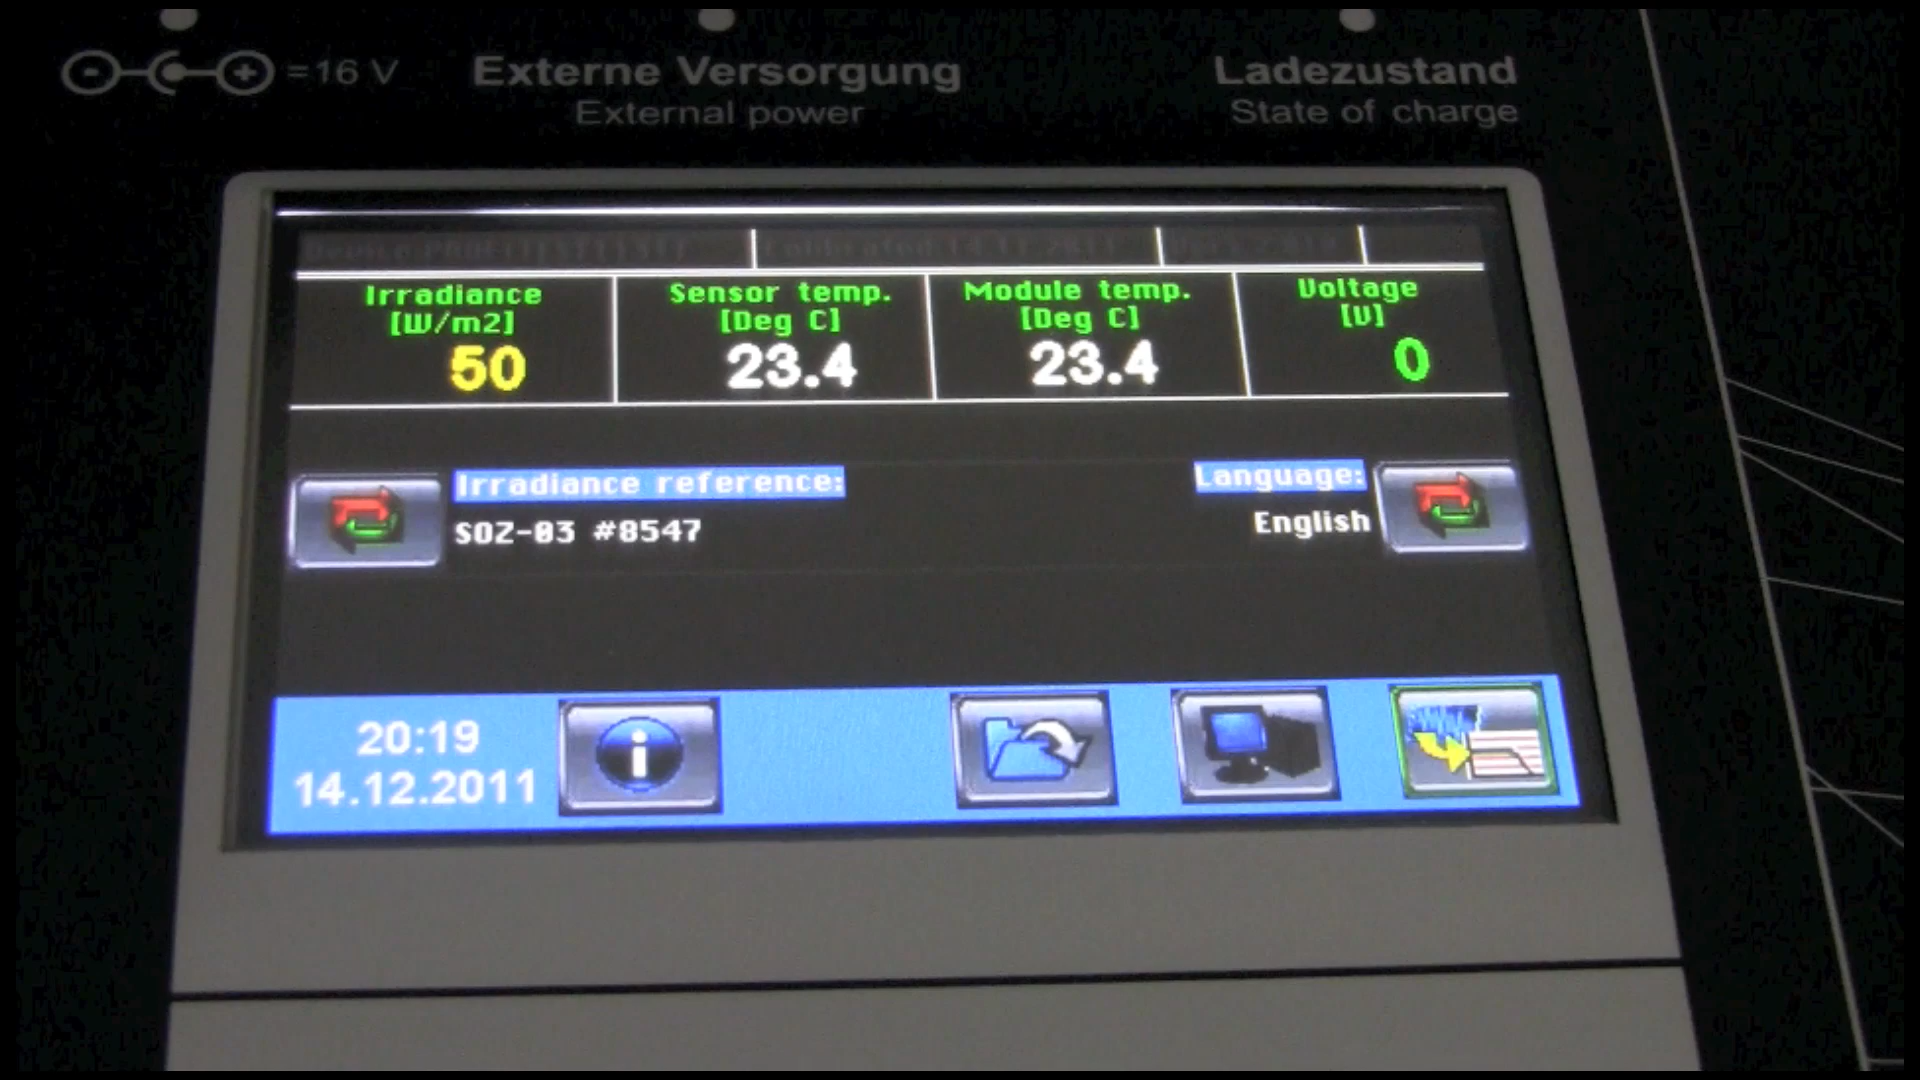 - + =16 V
Externe Versorgung
External power
Ladezustand
State of charge
Irradiance
[W/m2]
50
Sensor temp.
[Deg C]
23.4
Module temp.
[Deg C]
23.4
Voltage
[V]
0
Irradiance reference:
SOZ-03 #8547
Language:
English
20:19
14.12.2011